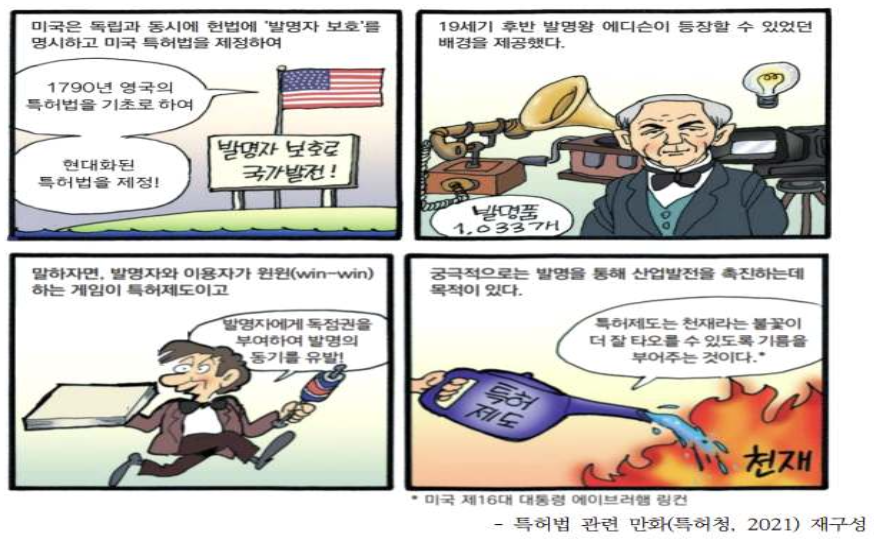 미국은 독립과 동시에 헌법에 '발명자 보호'를
명시하고 미국 특허법을 제정하여
1790년 영국의
특허법을 기초로 하여
현대화된
특허법을 제정!
발명자 보호로
국가발전!
19세기 후반 발명왕 에디슨이 등장할 수 있었던
배경을 제공했다.
발명품
1,033개
말하자면, 발명자와 이용자가 윈윈(win-win)
하는 게임이 특허제도이고
발명자에게 독점권을
부여하여 발명의
동기를 유발!
궁극적으로는 발명을 통해 산업발전을 촉진하는데
목적이 있다.
특허제도는 천재라는 불꽃이
더 잘 타오를 수 있도록 기름을
부어주는 것이다.*
특허
제도
천재
* 미국 제16대 대통령 에이브러햄 링컨
- 특허법 관련 만화(특허청, 2021) 재구성